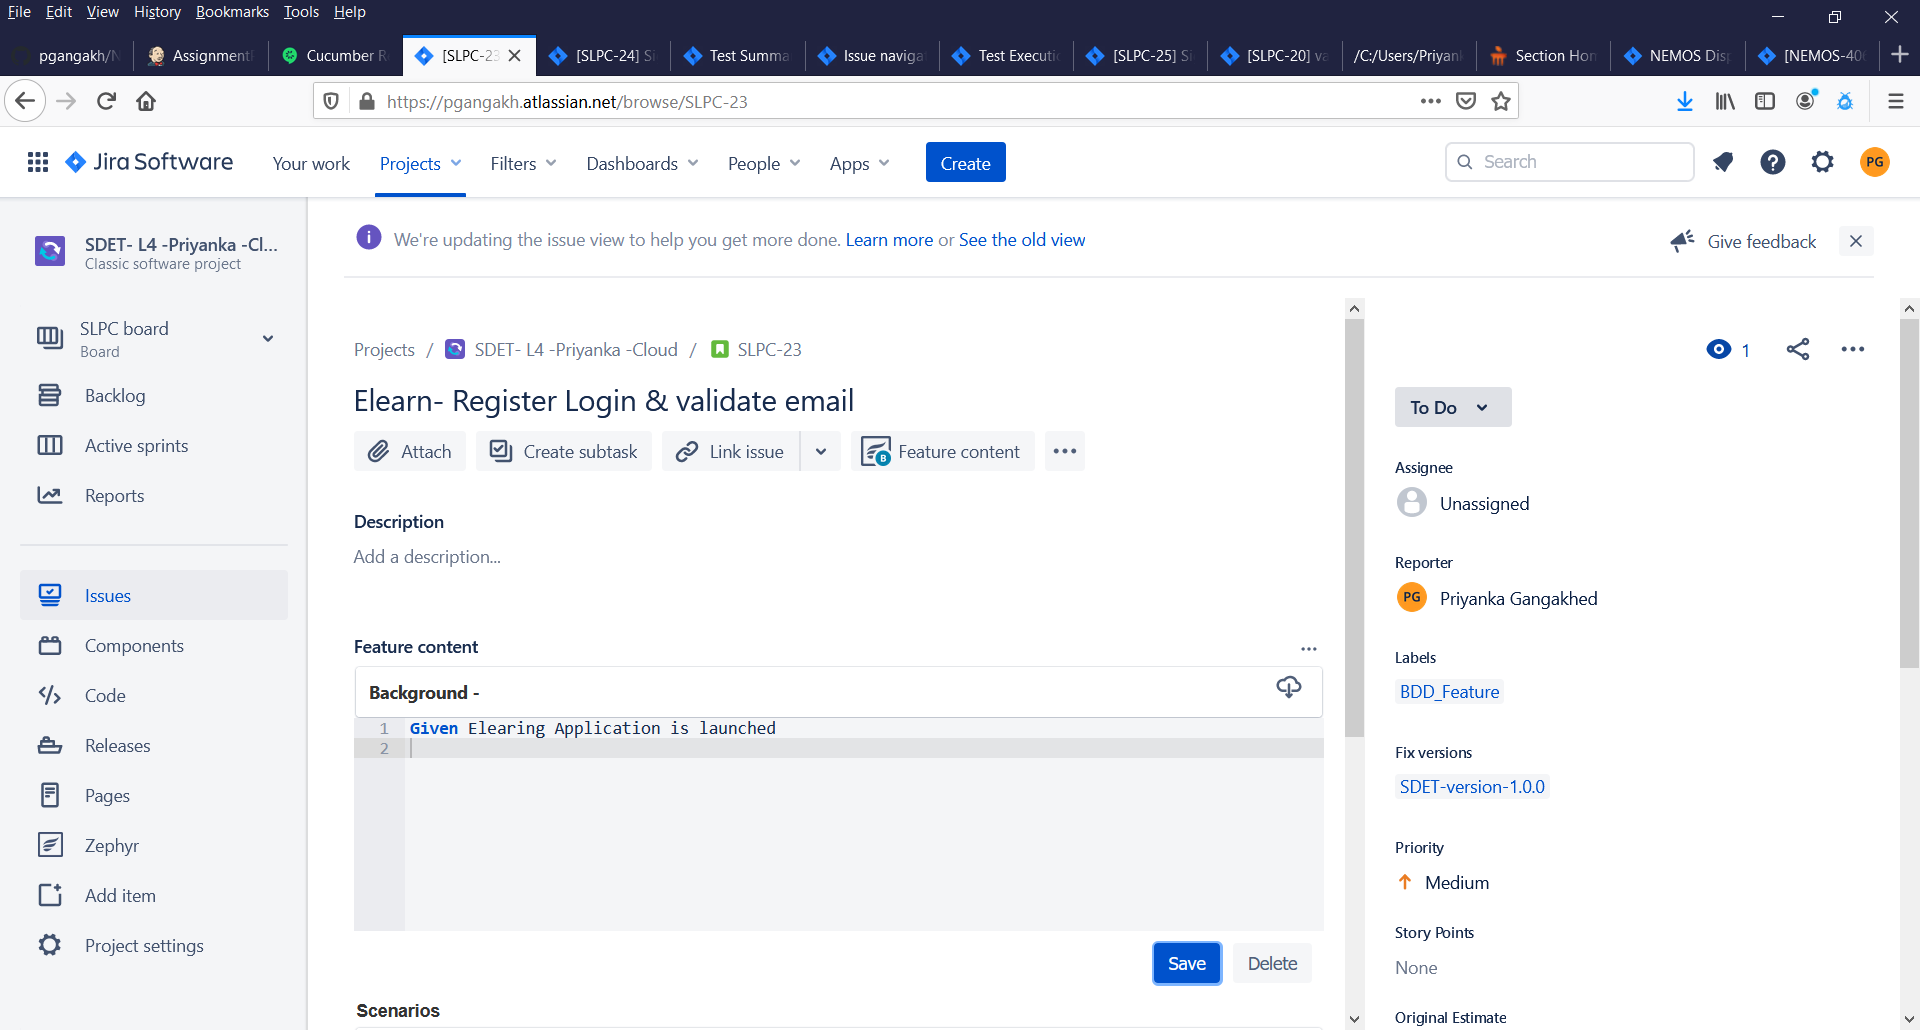 File Edit View History Bookmarks Tools Help
pgangakh/N Assignment Cucumber R [SLPC-23 [SLPC-24] Si Test Summa Issue naviga Test Executi [SLPC-25] Si [SLPC-20] va /C:/Users/Priyank Section Hom NEMOS Disp [NEMOS-406
https://pgangakh.atlassian.net/browse/SLPC-23
Jira Software Your work Projects Filters Dashboards People Apps Create Search PG
SDET- L4 -Priyanka -Cl...
Classic software project
SLPC board
Board
Backlog
Active sprints
Reports
Issues
Components
Code
Releases
Pages
Zephyr
Add item
Project settings
We're updating the issue view to help you get more done. Learn more or See the old view
Give feedback
Projects / SDET- L4 -Priyanka -Cloud / SLPC-23
Elearn- Register Login & validate email
Attach Create subtask Link issue B Feature content
Description
Add a description...
Feature content
Background -
1 Given Elearing Application is launched
2
Save Delete
Scenarios
1
To Do
Assignee
Unassigned
Reporter
PG Priyanka Gangakhed
Labels
BDD_Feature
Fix versions
SDET-version-1.0.0
Priority
Medium
Story Points
None
Original Estimate